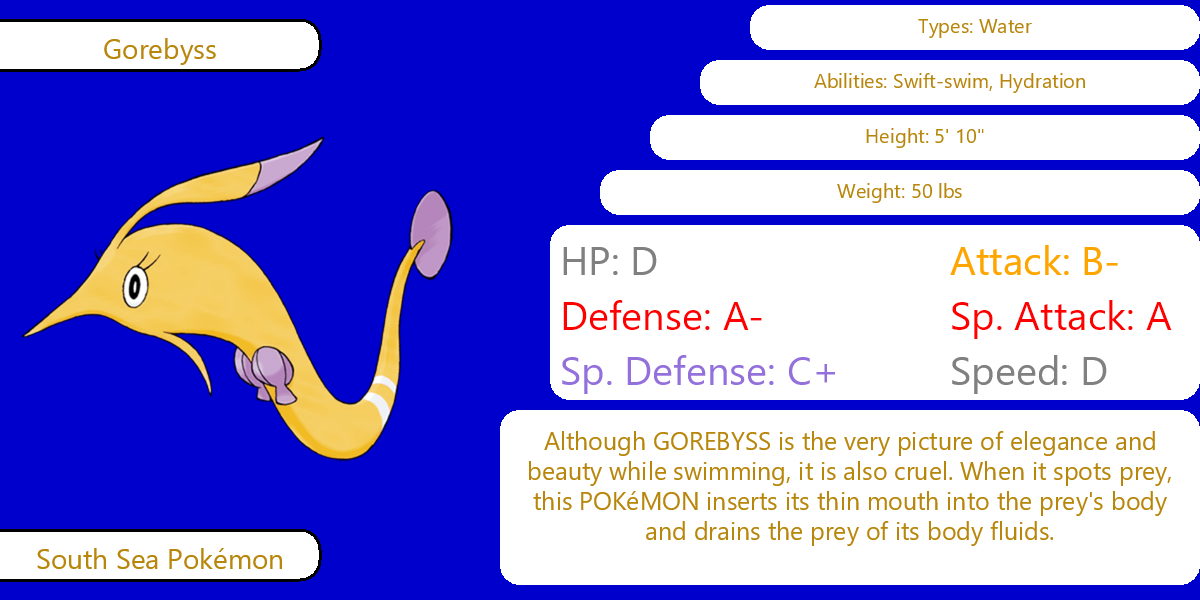 Gorebyss
Types: Water
Abilities: Swift-swim, Hydration
Height: 5' 10"
Weight: 50 lbs
HP: D
Attack: B-
Defense: A-
Sp. Attack: A
Sp. Defense: C+
Speed: D
Although GOREBYSS is the very picture of elegance and
beauty while swimming, it is also cruel. When it spots prey,
this POKéMON inserts its thin mouth into the prey's body
and drains the prey of its body fluids.
South Sea Pokémon